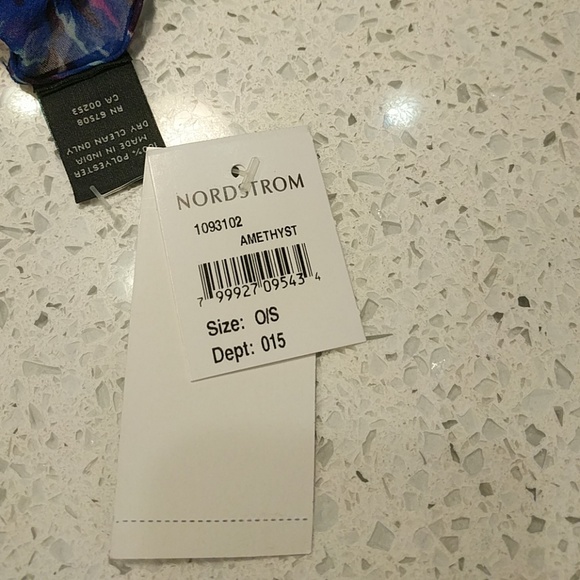 100% POLYESTER
MADE IN INDIA
DRY CLEAN ONLY
RN 67508
CA 00253
NORDSTROM
1093102
AMETHYST
7 99927 09543 4
Size: O/S
Dept: 015